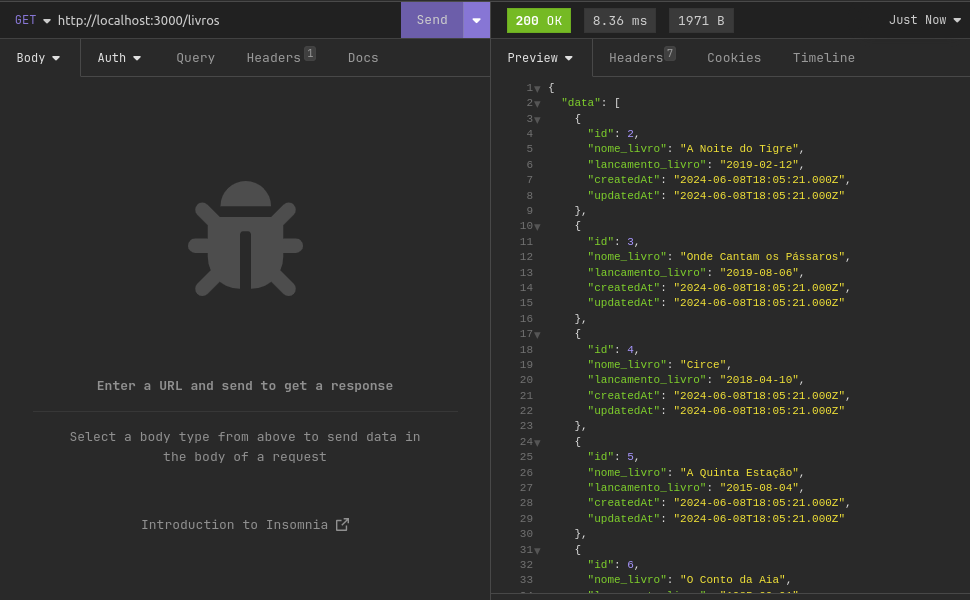 GET http://localhost:3000/livros
Send
Body
Auth
Query
Headers 1
Docs
Enter a URL and send to get a response
Select a body type from above to send data in
the body of a request
Introduction to Insomnia
200 OK
8.36 ms
1971 B
Just Now
Preview
Headers 7
Cookies
Timeline
1 {
2 "data": [
3 {
4 "id": 2,
5 "nome_livro": "A Noite do Tigre",
6 "lancamento_livro": "2019-02-12",
7 "createdAt": "2024-06-08T18:05:21.000Z",
8 "updatedAt": "2024-06-08T18:05:21.000Z"
9 },
10 {
11 "id": 3,
12 "nome_livro": "Onde Cantam os Pássaros",
13 "lancamento_livro": "2019-08-06",
14 "createdAt": "2024-06-08T18:05:21.000Z",
15 "updatedAt": "2024-06-08T18:05:21.000Z"
16 },
17 {
18 "id": 4,
19 "nome_livro": "Circe",
20 "lancamento_livro": "2018-04-10",
21 "createdAt": "2024-06-08T18:05:21.000Z",
22 "updatedAt": "2024-06-08T18:05:21.000Z"
23 },
24 {
25 "id": 5,
26 "nome_livro": "A Quinta Estação",
27 "lancamento_livro": "2015-08-04",
28 "createdAt": "2024-06-08T18:05:21.000Z",
29 "updatedAt": "2024-06-08T18:05:21.000Z"
30 },
31 {
32 "id": 6,
33 "nome_livro": "O Conto da Aia",